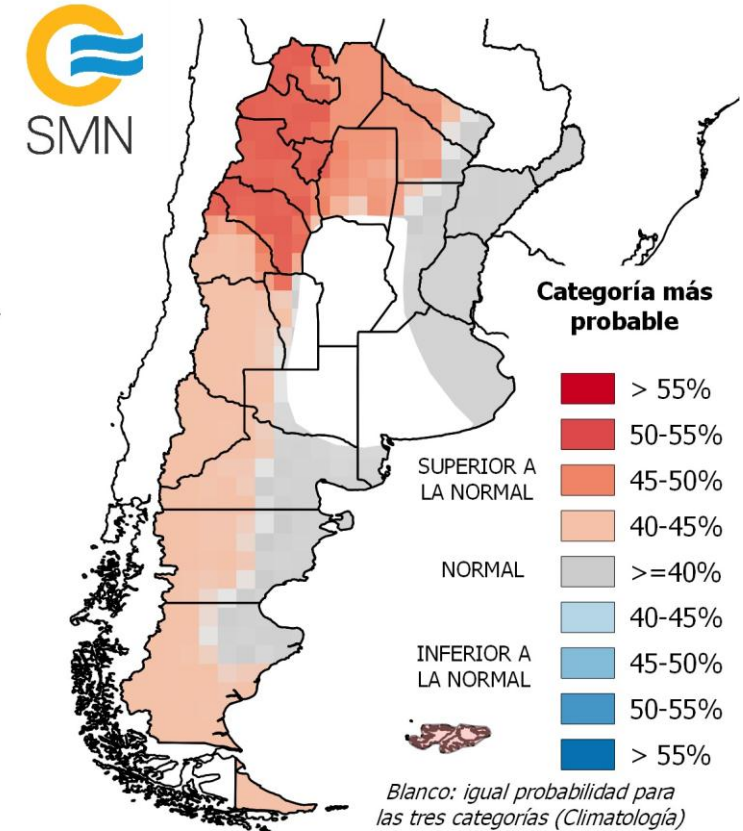 SMN
Categoría más
probable
> 55%
50-55%
SUPERIOR A
LA NORMAL
45-50%
40-45%
NORMAL
>=40%
40-45%
INFERIOR A
LA NORMAL
45-50%
50-55%
> 55%
Blanco: igual probabilidad para
las tres categorías (Climatología)